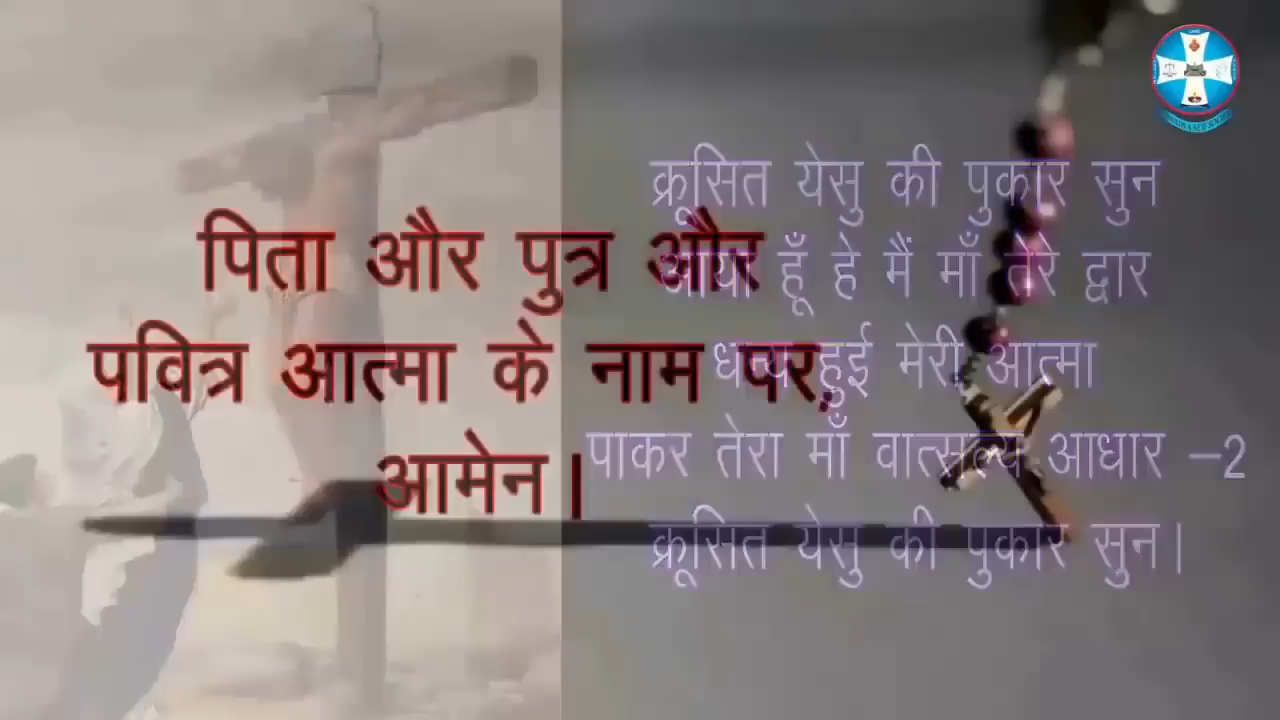 पिता और पुत्र और
पवित्र आत्मा के नाम पर,
आमेन।
क्रूसित येसु की पुकार सुन
आया हूँ हे मैं माँ तेरे द्वार
धन्य हुई मेरी आत्मा
पाकर तेरा माँ वात्सल्य आधार –2
क्रूसित येसु की पुकार सुन।